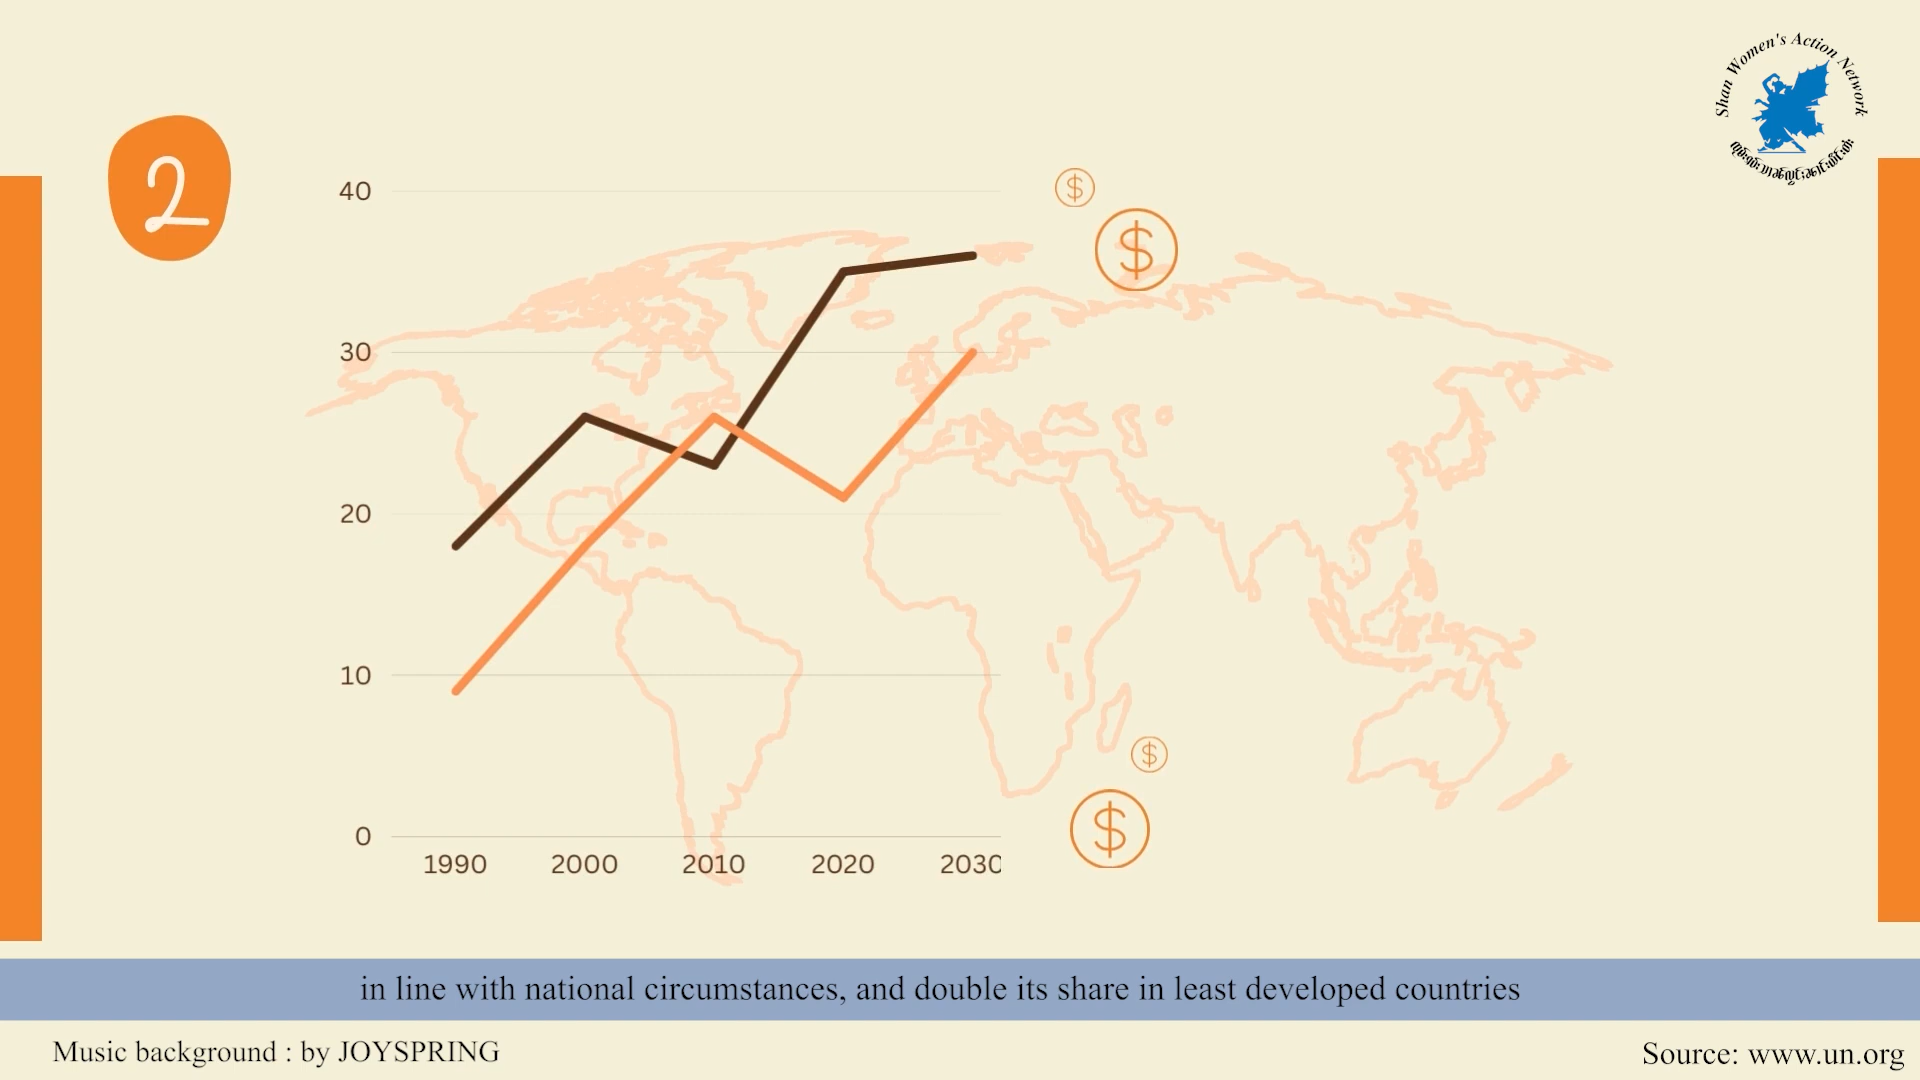 Shan Women's Action Network
2
40
30
20
10
0
1990 2000 2010 2020 2030
in line with national circumstances, and double its share in least developed countries
Music background : by JOYSPRING
Source: www.un.org